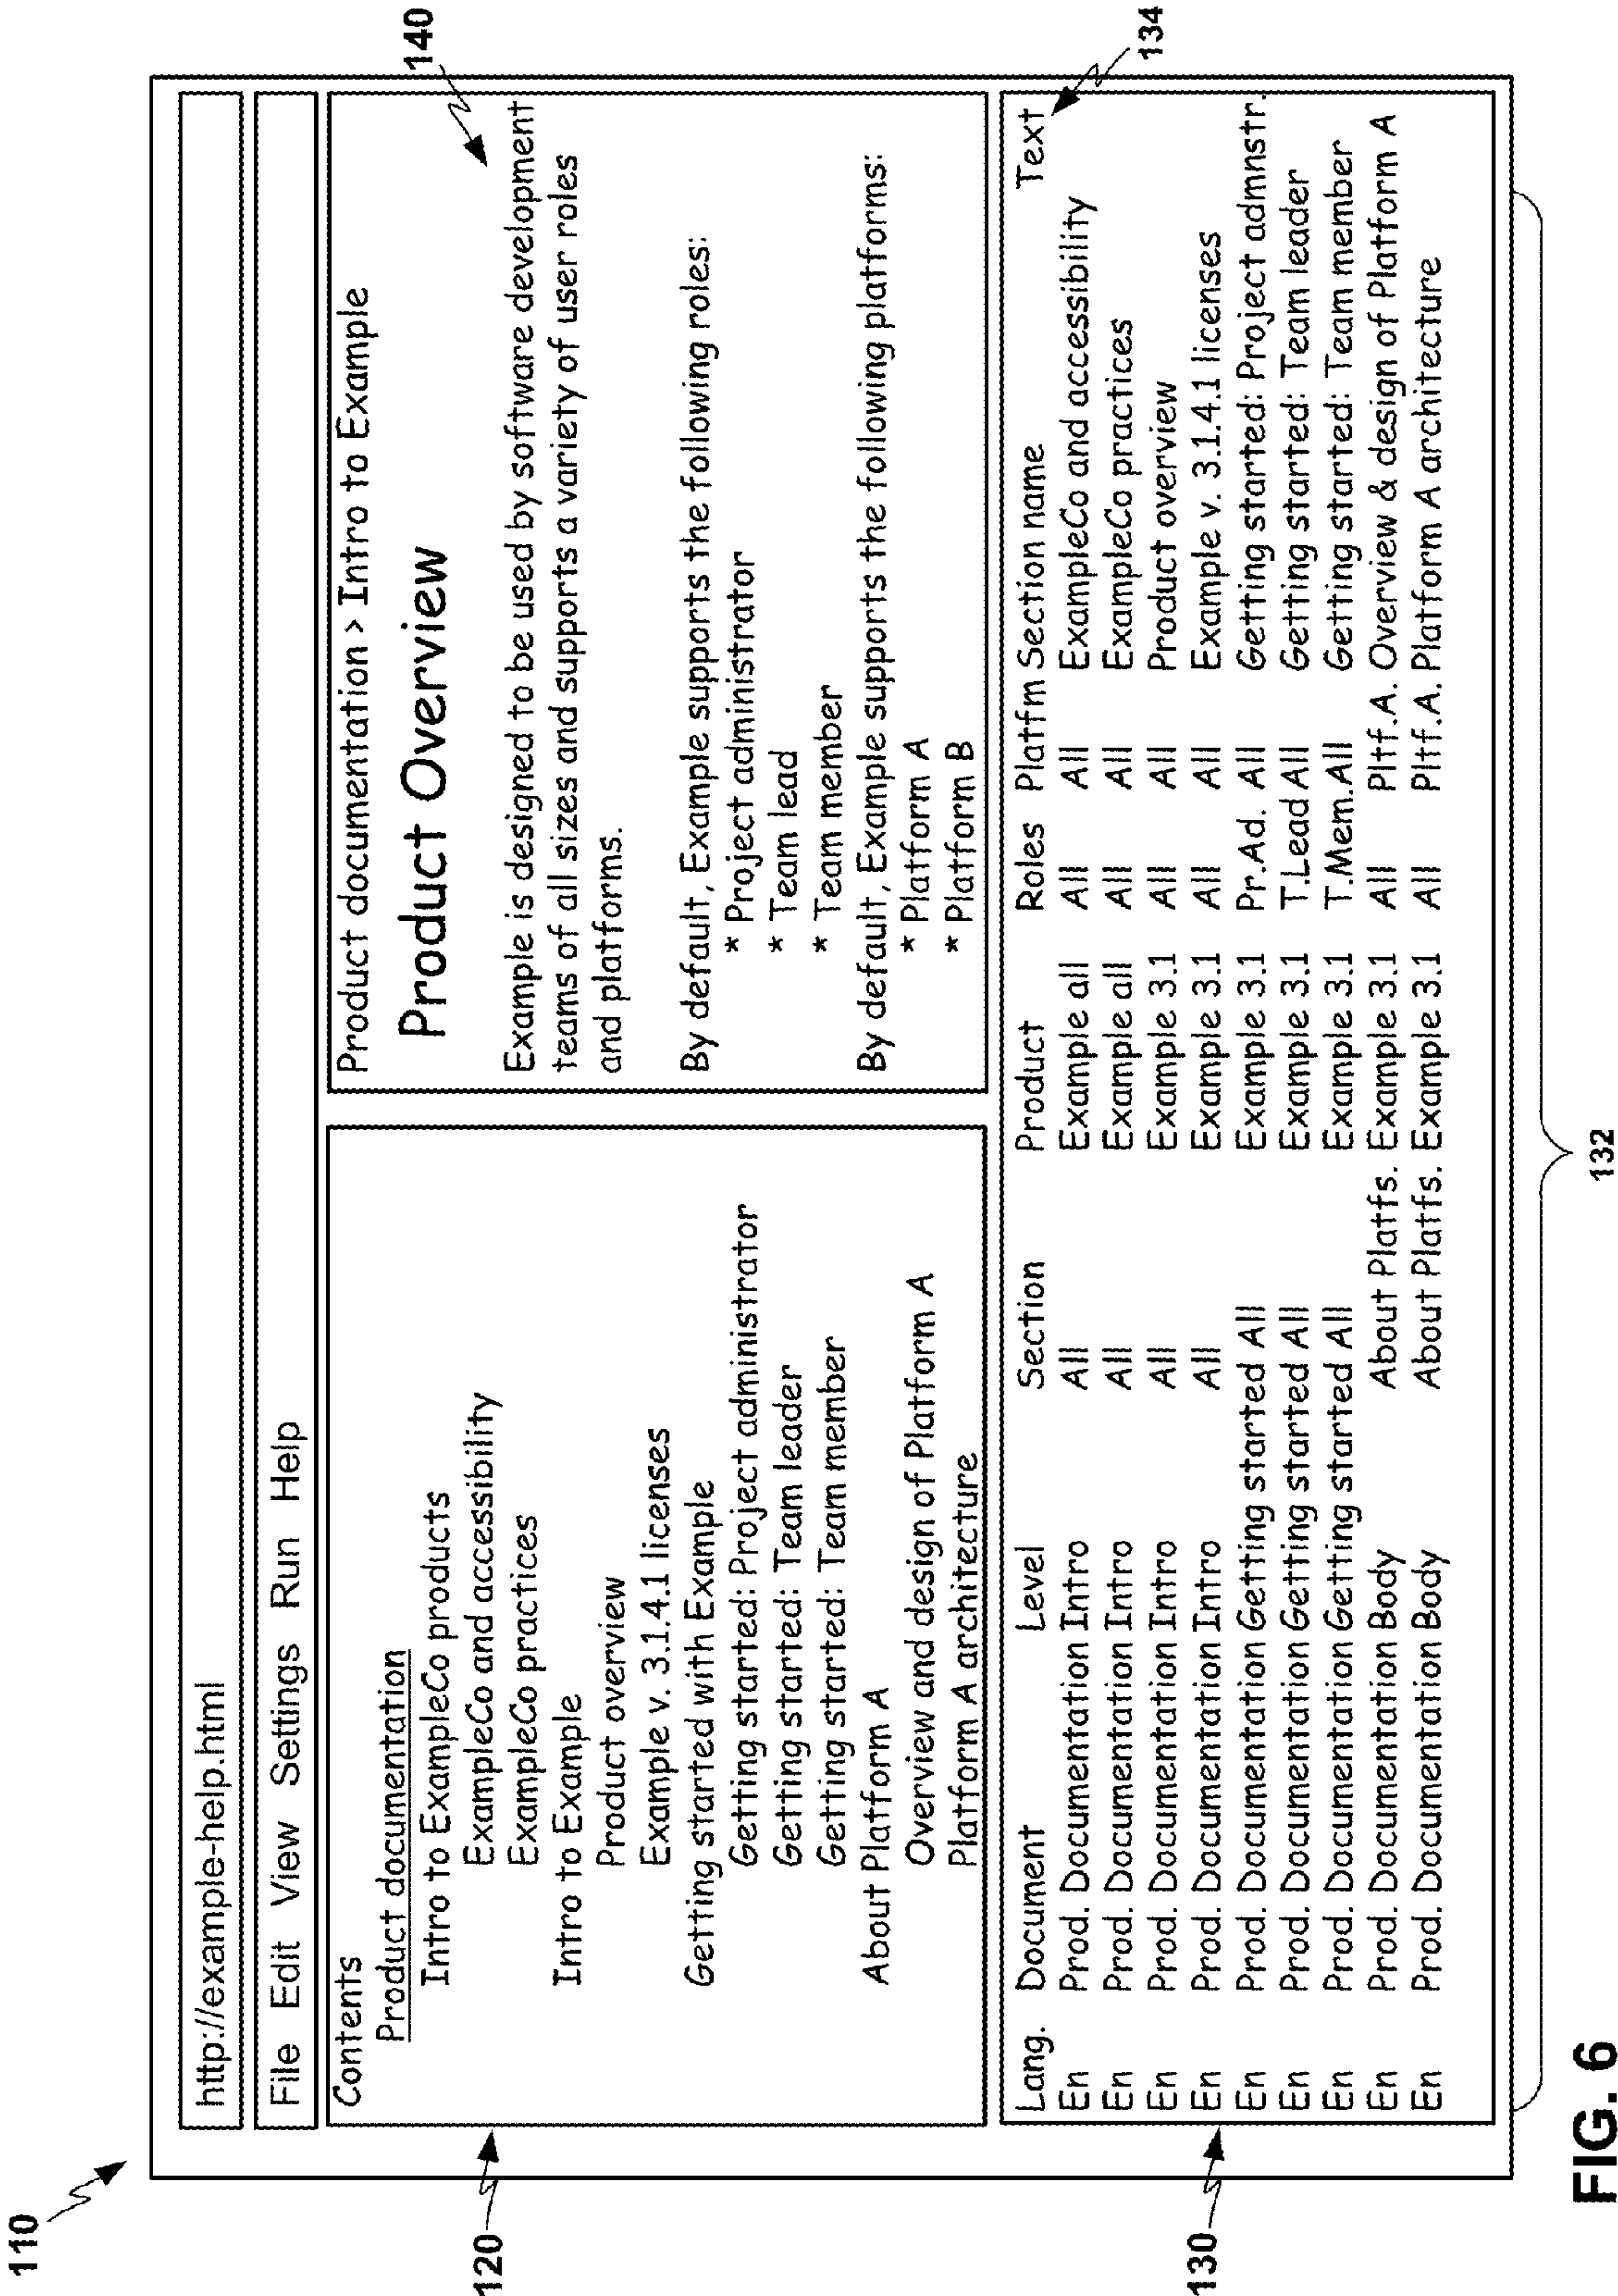 110
http://example-help.html
File Edit View Settings Run Help
120
Contents
Product documentation
Intro to ExampleCo products
ExampleCo and accessibility
ExampleCo practices
Intro to Example
Product overview
Example v. 3.1.4.1 licenses
Getting started with Example
Getting started: Project administrator
Getting started: Team leader
Getting started: Team member
About Platform A
Overview and design of Platform A
Platform A architecture
140
Product documentation > Intro to Example
Product Overview
Example is designed to be used by software development
teams of all sizes and supports a variety of user roles
and platforms.
By default, Example supports the following roles:
* Project administrator
* Team lead
* Team member
By default, Example supports the following platforms:
* Platform A
* Platform B
130
134
Lang. Document Level Section Product Roles Platfm Section name Text
En Prod. Documentation Intro All Example all All All ExampleCo and accessibility
En Prod. Documentation Intro All Example all All All ExampleCo practices
En Prod. Documentation Intro All Example 3.1 All All Product overview
En Prod. Documentation Intro All Example 3.1 All All Example v. 3.1.4.1 licenses
En Prod. Documentation Getting started All Example 3.1 Pr.Ad. All Getting started: Project admnstr.
En Prod. Documentation Getting started All Example 3.1 T.Lead All Getting started: Team leader
En Prod. Documentation Getting started All Example 3.1 T.Mem. All Getting started: Team member
En Prod. Documentation Body About Platfs. Example 3.1 All Pltf.A. Overview & design of Platform A
En Prod. Documentation Body About Platfs. Example 3.1 All Pltf.A. Platform A architecture
132
FIG. 6